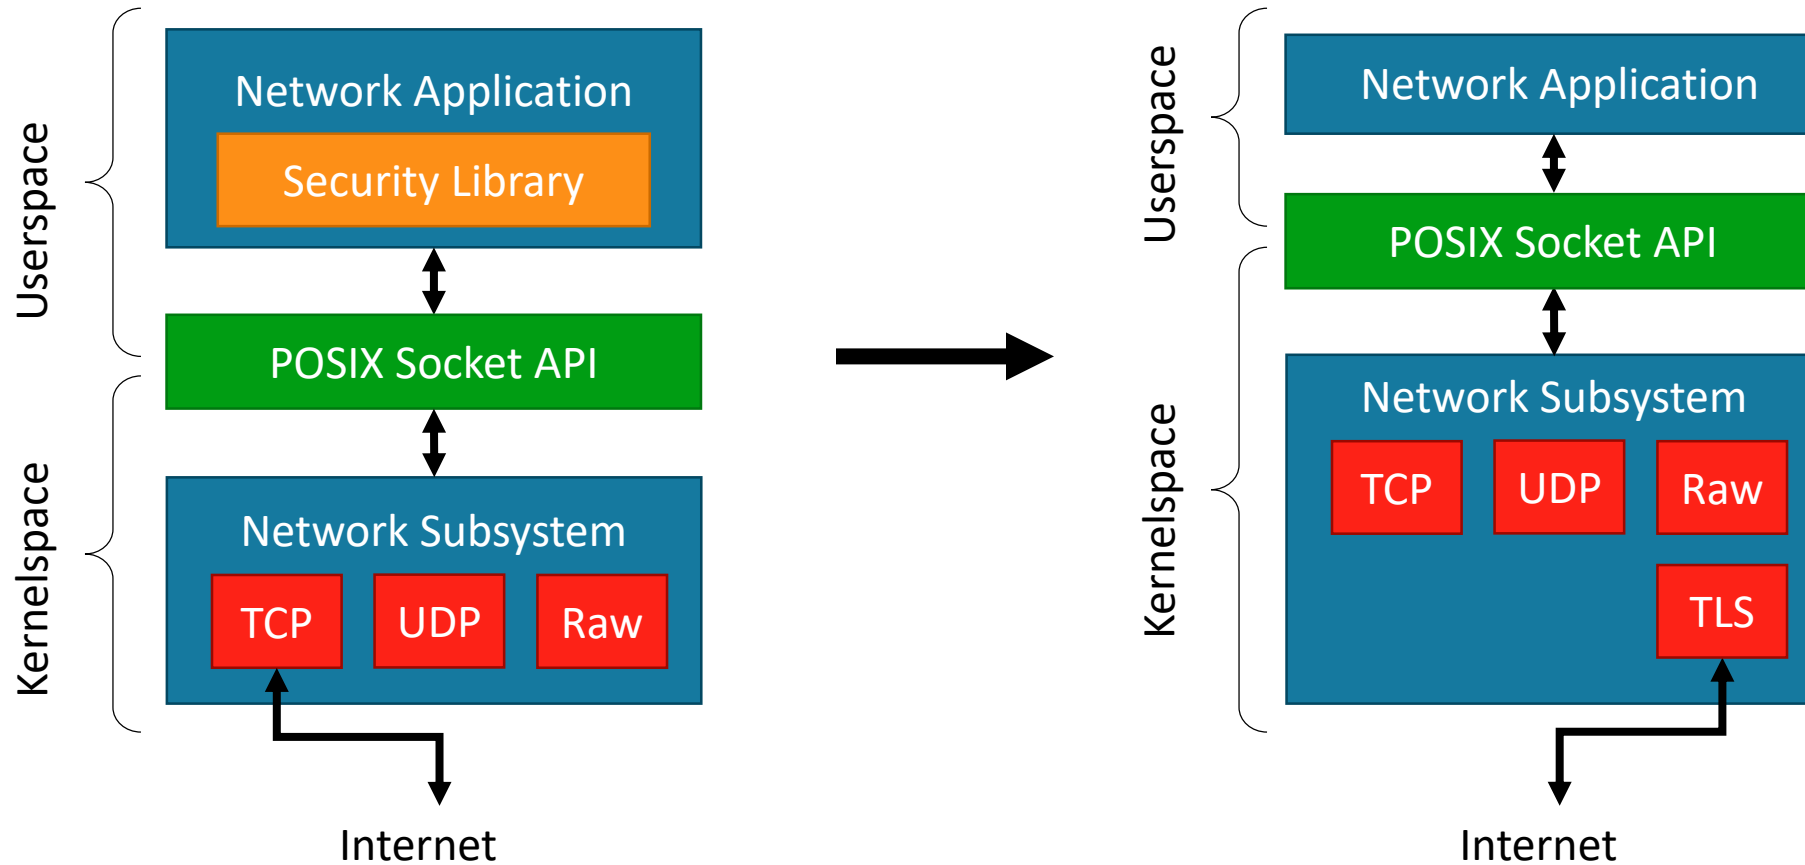 Userspace
Network Application
Security Library
POSIX Socket API
Kernelspace
Network Subsystem
TCP
UDP
Raw
Internet
Userspace
Network Application
POSIX Socket API
Kernelspace
Network Subsystem
TCP
UDP
Raw
TLS
Internet